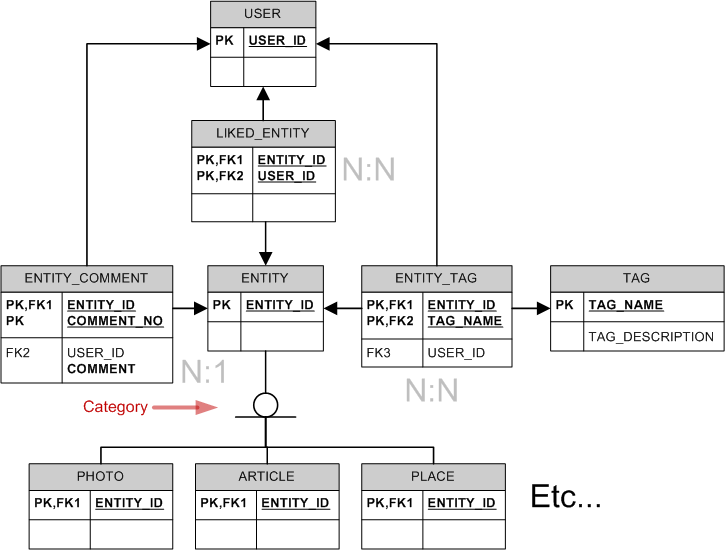 USER
PK USER_ID
LIKED_ENTITY
PK,FK1 ENTITY_ID
PK,FK2 USER_ID
N:N
ENTITY_COMMENT
PK,FK1 ENTITY_ID
PK COMMENT_NO
FK2 USER_ID
COMMENT
N:1
ENTITY
PK ENTITY_ID
ENTITY_TAG
PK,FK1 ENTITY_ID
PK,FK2 TAG_NAME
FK3 USER_ID
N:N
TAG
PK TAG_NAME
TAG_DESCRIPTION
Category
PHOTO
PK,FK1 ENTITY_ID
ARTICLE
PK,FK1 ENTITY_ID
PLACE
PK,FK1 ENTITY_ID
Etc...